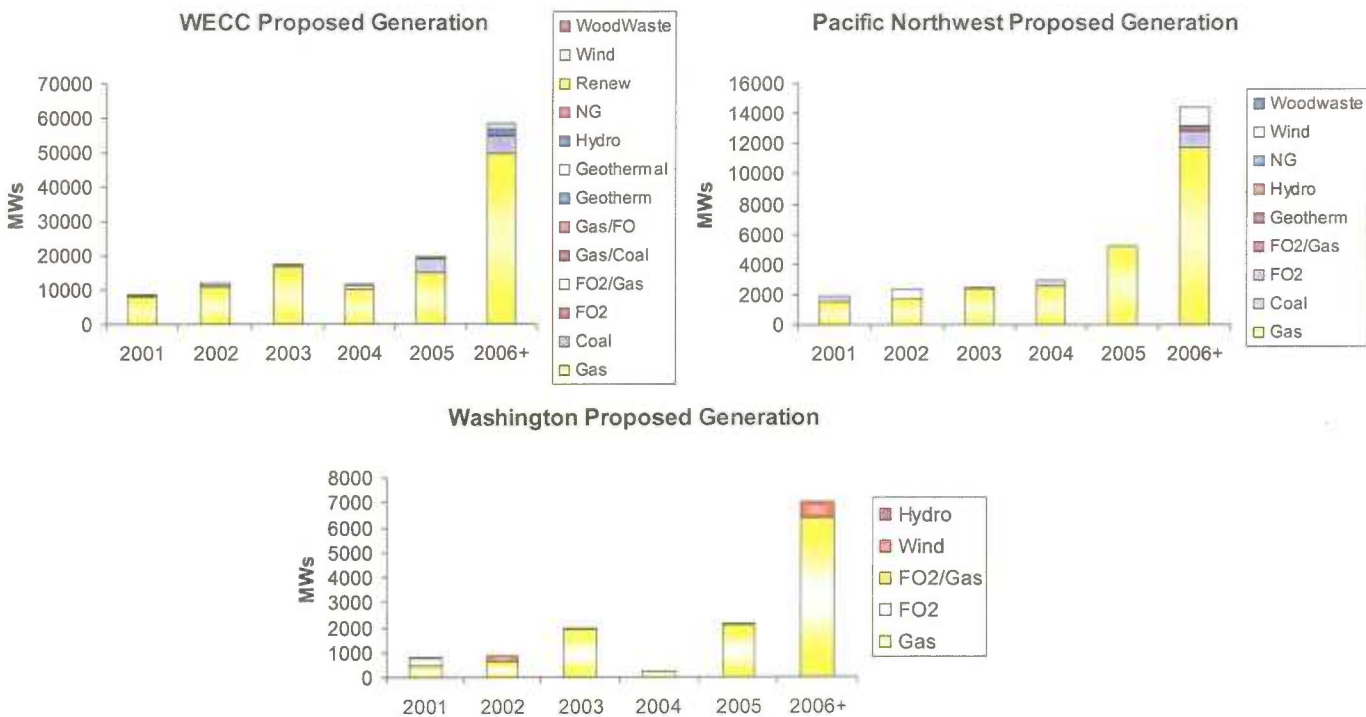 WECC Proposed Generation
MWs
70000
60000
50000
40000
30000
20000
10000
0
2001 2002 2003 2004 2005 2006+
WoodWaste
Wind
Renew
NG
Hydro
Geothermal
Geotherm
Gas/FO
Gas/Coal
FO2/Gas
FO2
Coal
Gas
Pacific Northwest Proposed Generation
MWs
16000
14000
12000
10000
8000
6000
4000
2000
0
2001 2002 2003 2004 2005 2006+
Woodwaste
Wind
NG
Hydro
Geotherm
FO2/Gas
FO2
Coal
Gas
Washington Proposed Generation
MWs
8000
7000
6000
5000
4000
3000
2000
1000
0
2001 2002 2003 2004 2005 2006+
Hydro
Wind
FO2/Gas
FO2
Gas